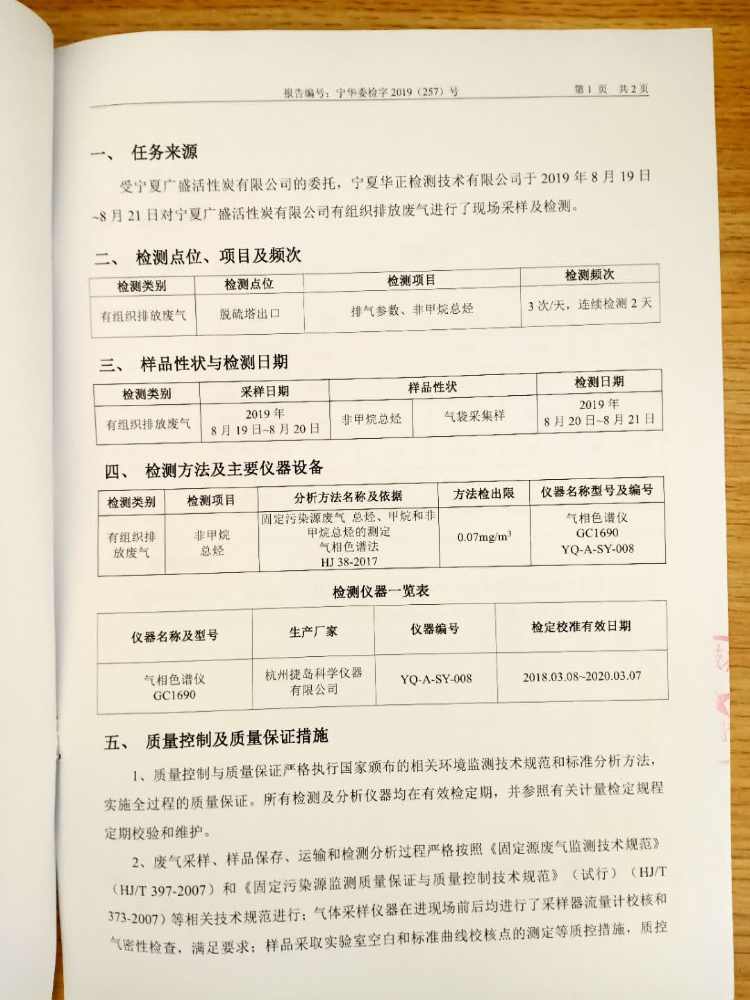 报告编号：宁华委检字 2019（257）号
第 1 页 共 2 页
一、 任务来源
受宁夏广盛活性炭有限公司的委托，宁夏华正检测技术有限公司于 2019 年 8 月 19 日
~8 月 21 日对宁夏广盛活性炭有限公司有组织排放废气进行了现场采样及检测。
二、 检测点位、项目及频次
检测类别 检测点位 检测项目 检测频次
有组织排放废气 脱硫塔出口 排气参数、非甲烷总烃 3 次/天，连续检测 2 天
三、 样品性状与检测日期
检测类别 采样日期 样品性状 检测日期
有组织排放废气 2019 年 8 月 19 日~8 月 20 日 非甲烷总烃 气袋采集样 2019 年 8 月 20 日~8 月 21 日
四、 检测方法及主要仪器设备
检测类别 检测项目 分析方法名称及依据 方法检出限 仪器名称型号及编号
有组织排放废气 非甲烷总烃 固定污染源废气 总烃、甲烷和非甲烷总烃的测定 气相色谱法 HJ 38-2017 0.07mg/m³ 气相色谱仪 GC1690 YQ-A-SY-008
检测仪器一览表
仪器名称及型号 生产厂家 仪器编号 检定校准有效日期
气相色谱仪 GC1690 杭州捷岛科学仪器有限公司 YQ-A-SY-008 2018.03.08~2020.03.07
五、 质量控制及质量保证措施
1、质量控制与质量保证严格执行国家颁布的相关环境监测技术规范和标准分析方法，
实施全过程的质量保证。所有检测及分析仪器均在有效检定期，并参照有关计量检定规程
定期校验和维护。
2、废气采样、样品保存、运输和检测分析过程严格按照《固定源废气监测技术规范》
（HJ/T 397-2007）和《固定污染源监测质量保证与质量控制技术规范》（试行）（HJ/T
373-2007）等相关技术规范进行；气体采样仪器在进现场前后均进行了采样器流量计校核和
气密性检查，满足要求；样品采取实验室空白和标准曲线校核点的测定等质控措施，质控